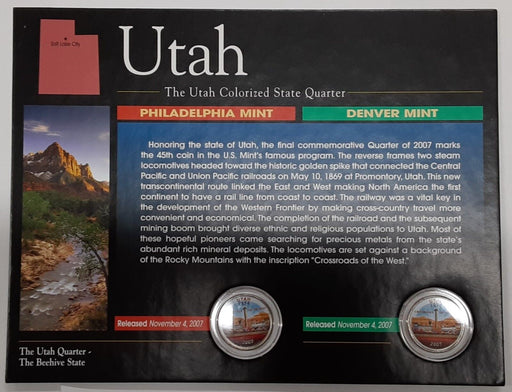 Salt Lake City
Utah
The Utah Colorized State Quarter
PHILADELPHIA MINT
DENVER MINT
Honoring the state of Utah, the final commemorative Quarter of 2007 marks
the 45th coin in the U.S. Mint's famous program. The reverse frames two steam
locomotives headed toward the historic golden spike that connected the Central
Pacific and Union Pacific railroads on May 10, 1869 at Promontory, Utah. This new
transcontinental route linked the East and West making North America the first
continent to have a rail line from coast to coast. The railway was a vital key in
the development of the Western Frontier by making cross-country travel more
convenient and economical. The completion of the railroad and the subsequent
mining boom brought diverse ethnic and religious populations to Utah. Most of
these hopeful pioneers came searching for precious metals from the state's
abundant rich mineral deposits. The locomotives are set against a background
of the Rocky Mountains with the inscription "Crossroads of the West."
Released November 4, 2007
UTAH
2007
Released November 4, 2007
UTAH
2007
The Utah Quarter -
The Beehive State